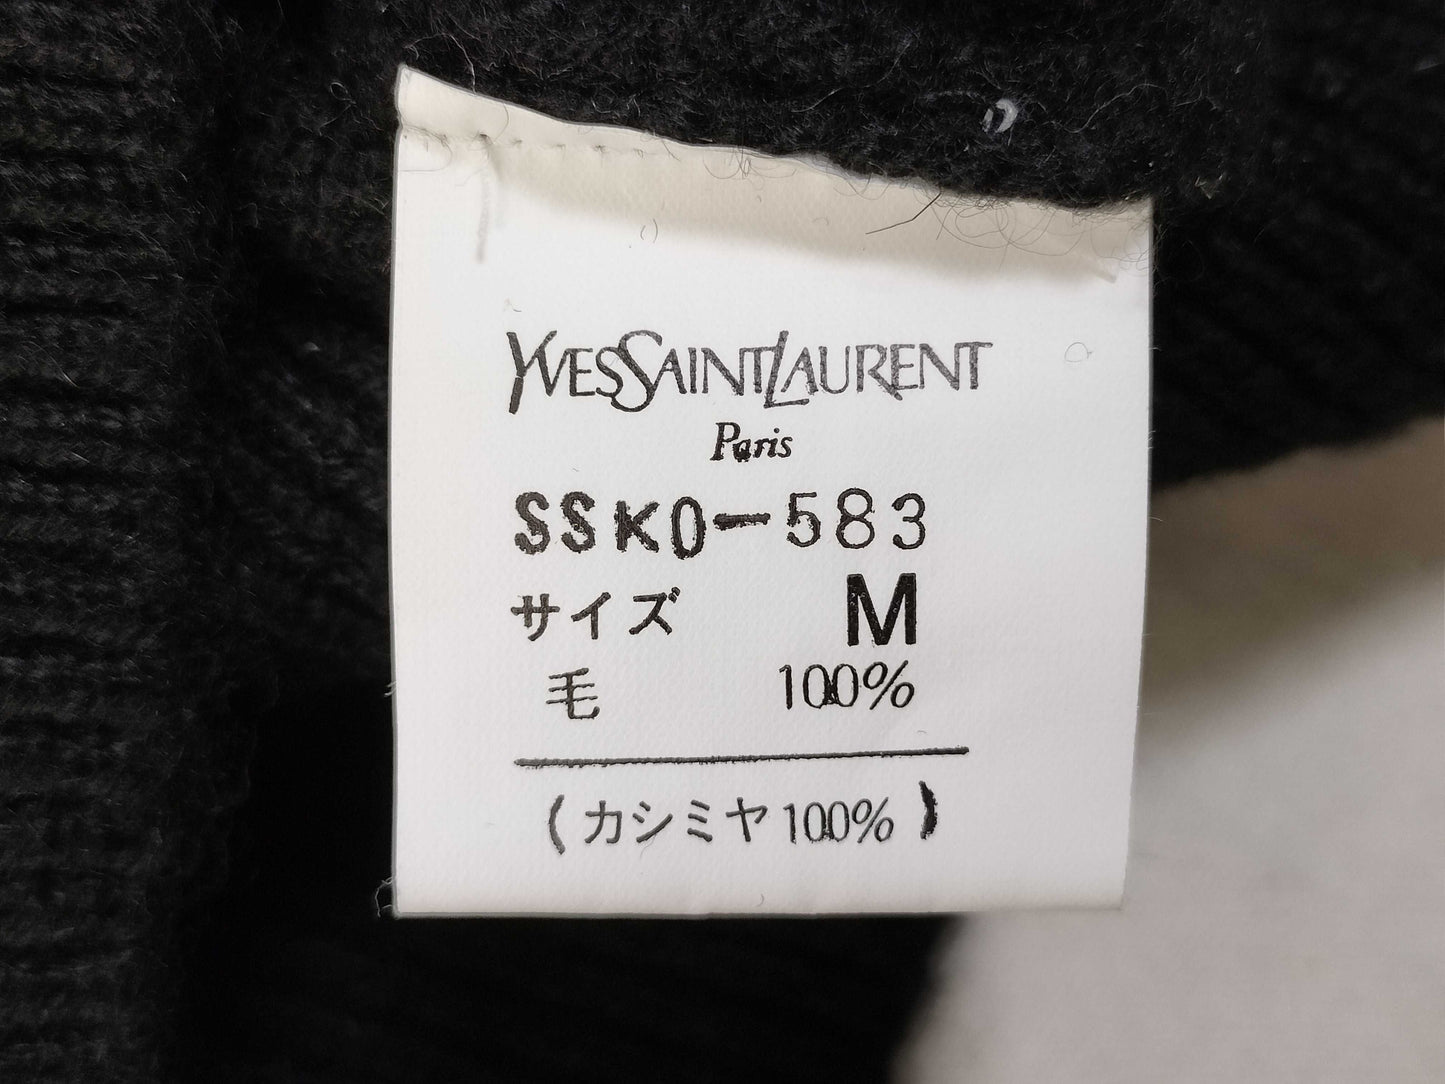 YVESSAINTLAURENT
Paris
SSK0-583
サイズ M
毛 100%
(カシミヤ100%)